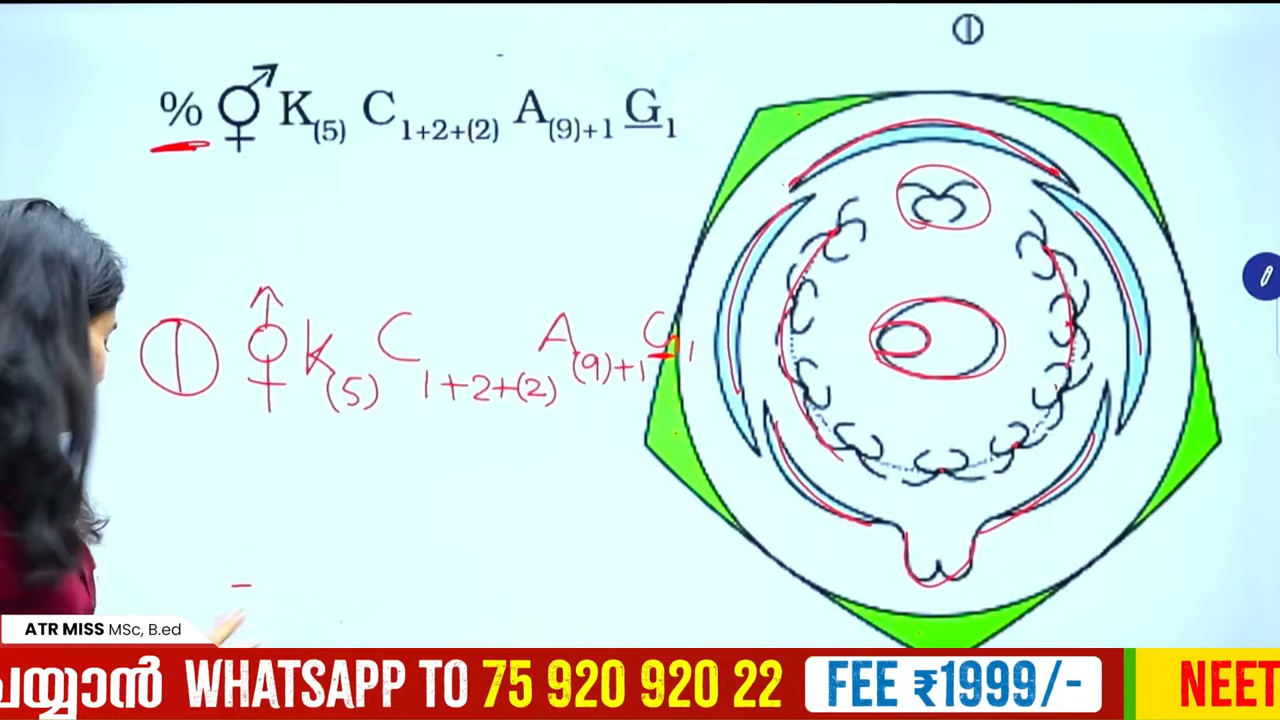 % ⚥ K(5) C1+2+(2) A(9)+1 G1
⚥ K(5) C1+2+(2) A(9)+1 G1
ATR MISS MSc, B.ed
WHATSAPP TO 75 920 920 22 FEE ₹1999/- NEET